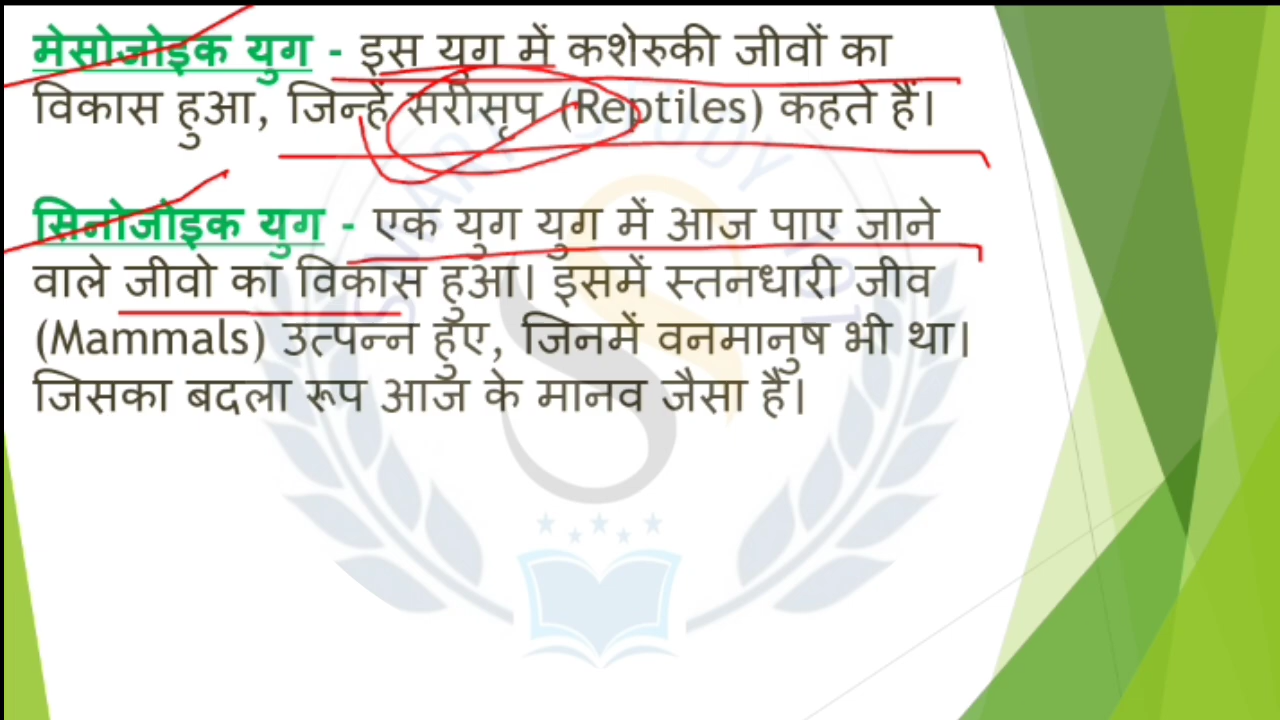 मेसोजोइक युग - इस युग में कशेरुकी जीवों का
विकास हुआ, जिन्हें सरीसृप (Reptiles) कहते हैं।
सिनोजोइक युग - एक युग युग में आज पाए जाने
वाले जीवो का विकास हुआ। इसमें स्तनधारी जीव
(Mammals) उत्पन्न हुए, जिनमें वनमानुष भी था।
जिसका बदला रूप आज के मानव जैसा हैं।